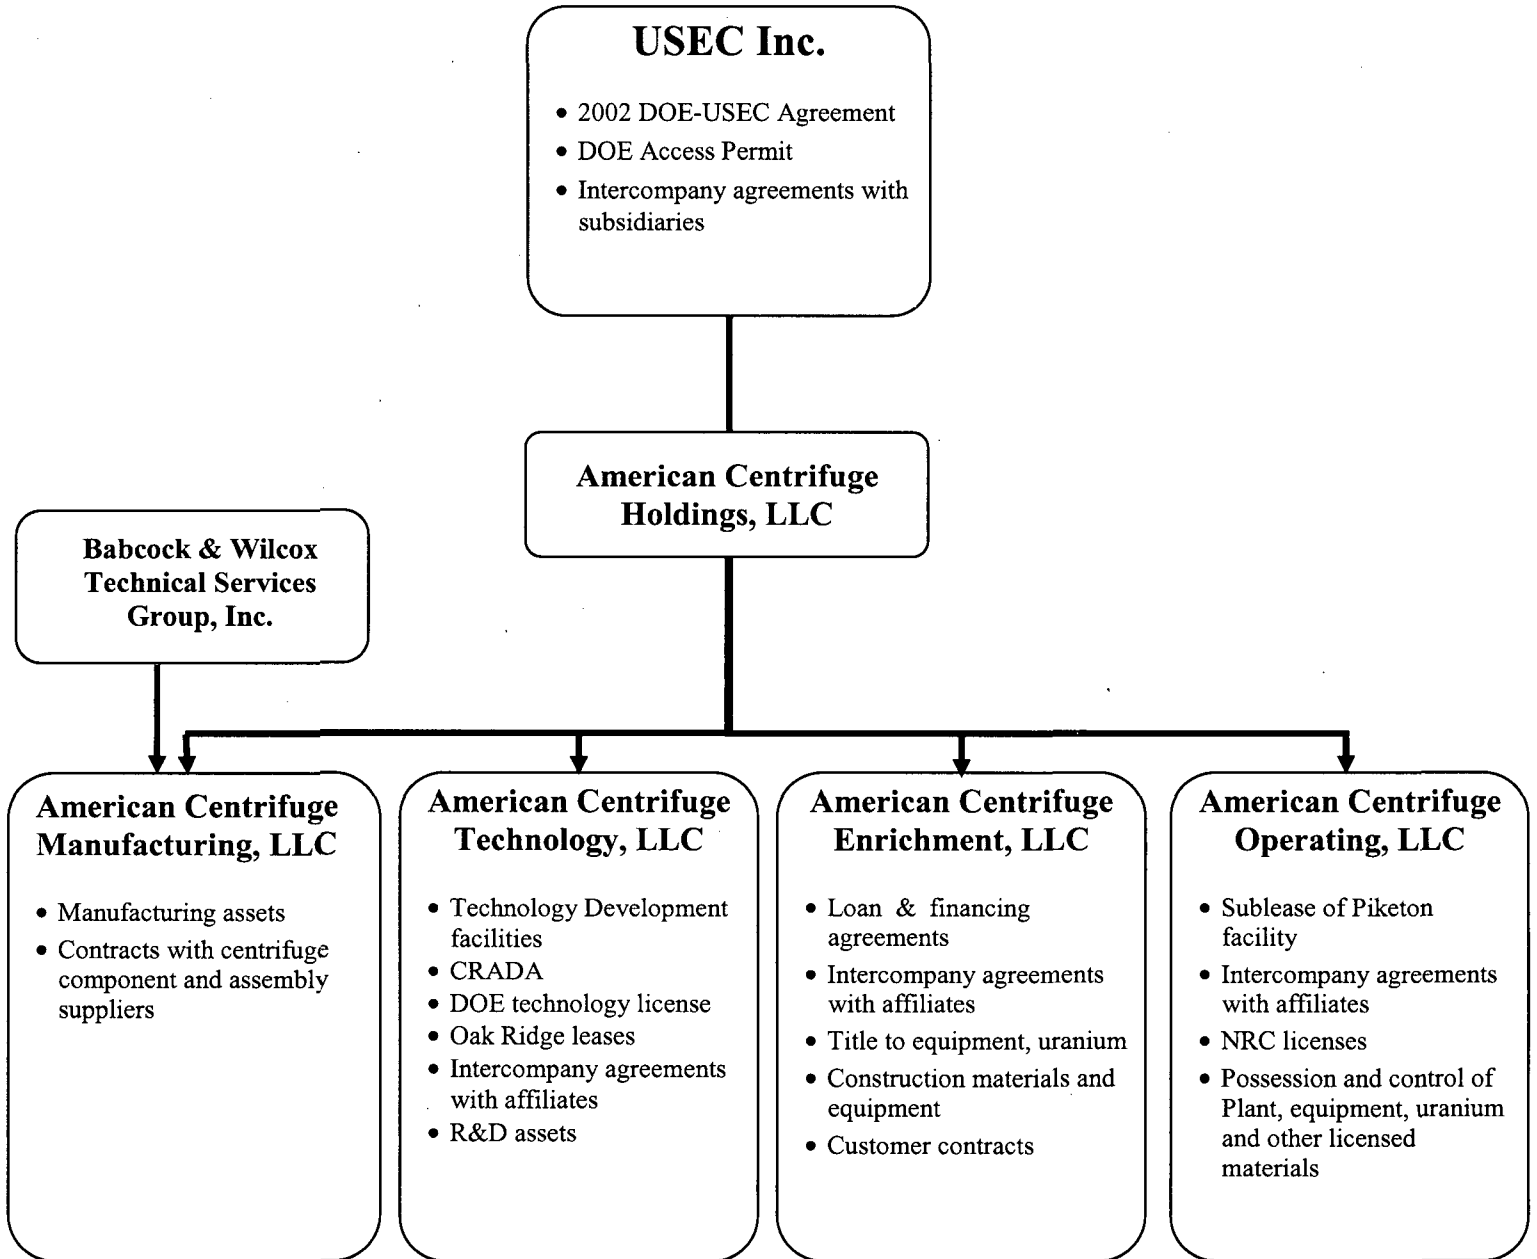 USEC Inc.
• 2002 DOE-USEC Agreement
• DOE Access Permit
• Intercompany agreements with
subsidiaries
American Centrifuge
Holdings, LLC
Babcock & Wilcox
Technical Services
Group, Inc.
American Centrifuge
Manufacturing, LLC
• Manufacturing assets
• Contracts with centrifuge
component and assembly
suppliers
American Centrifuge
Technology, LLC
• Technology Development
facilities
• CRADA
• DOE technology license
• Oak Ridge leases
• Intercompany agreements
with affiliates
• R&D assets
American Centrifuge
Enrichment, LLC
• Loan & financing
agreements
• Intercompany agreements
with affiliates
• Title to equipment, uranium
• Construction materials and
equipment
• Customer contracts
American Centrifuge
Operating, LLC
• Sublease of Piketon
facility
• Intercompany agreements
with affiliates
• NRC licenses
• Possession and control of
Plant, equipment, uranium
and other licensed
materials